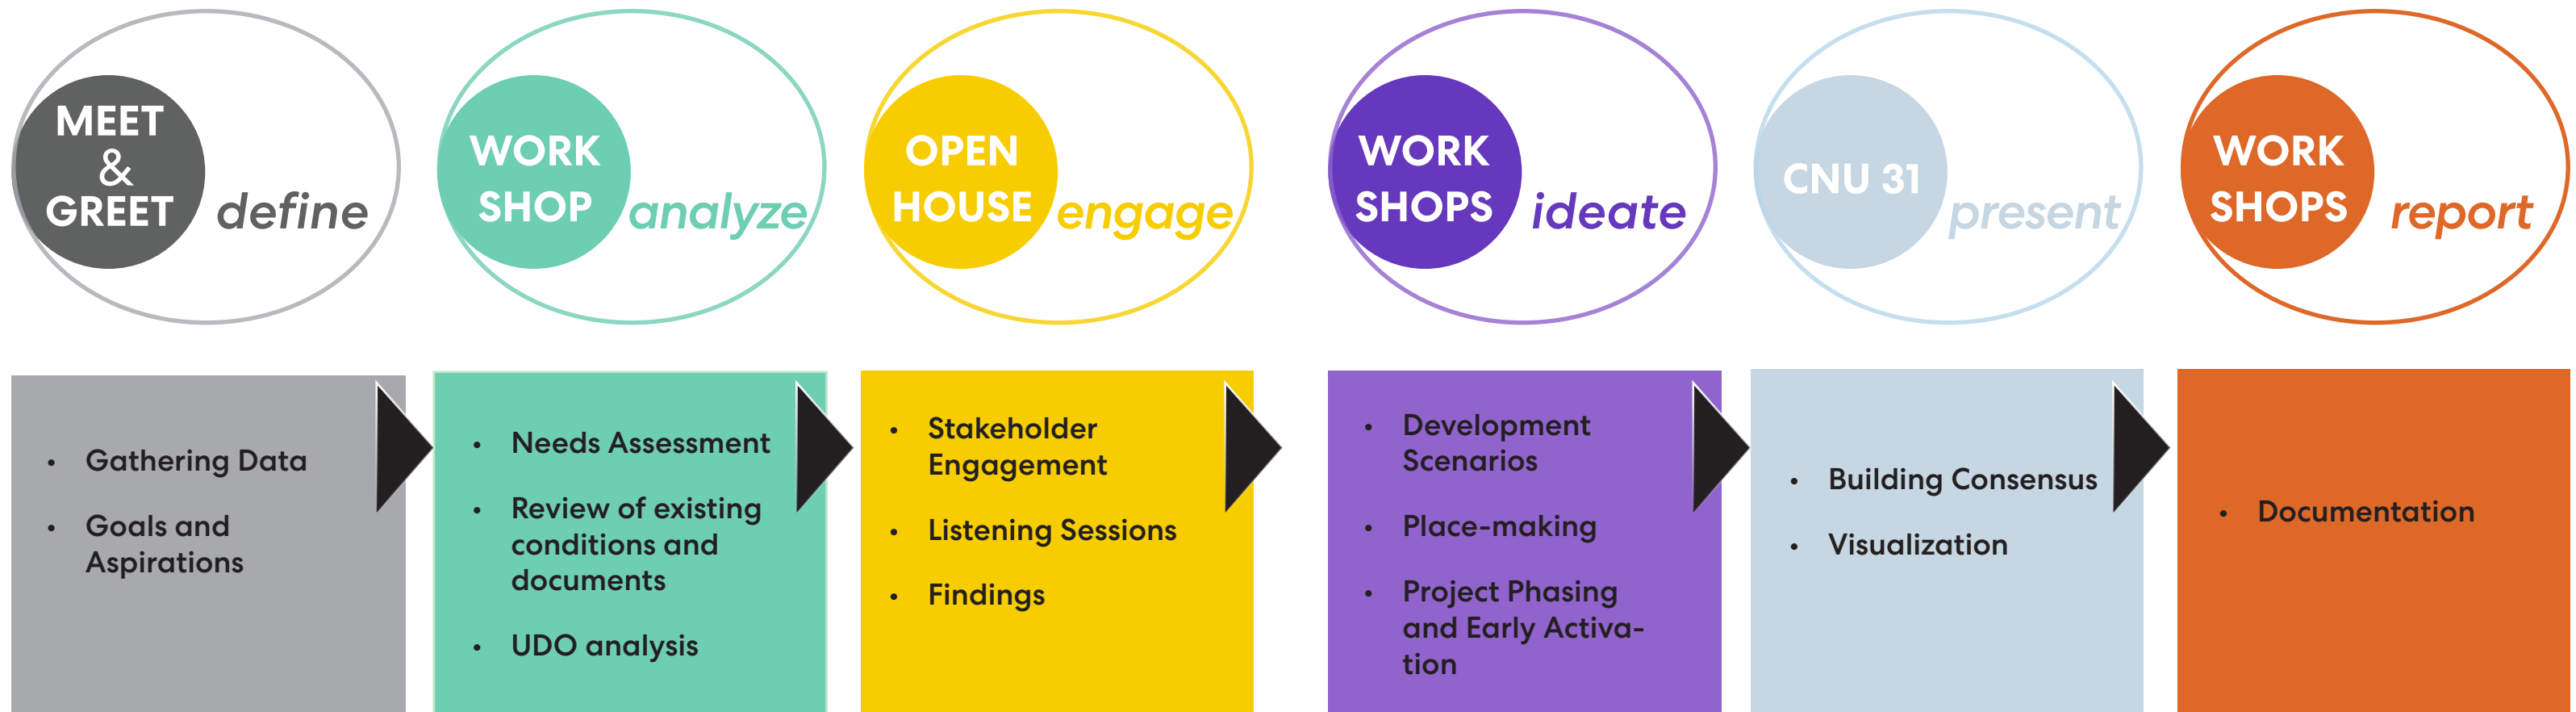 MEET
&
GREET
define
WORK
SHOP
analyze
OPEN
HOUSE
engage
WORK
SHOPS
ideate
CNU 31
present
WORK
SHOPS
report
• Gathering Data
• Goals and
Aspirations
• Needs Assessment
• Review of existing
conditions and
documents
• UDO analysis
• Stakeholder
Engagement
• Listening Sessions
• Findings
• Development
Scenarios
• Place-making
• Project Phasing
and Early Activa-
tion
• Building Consensus
• Visualization
• Documentation